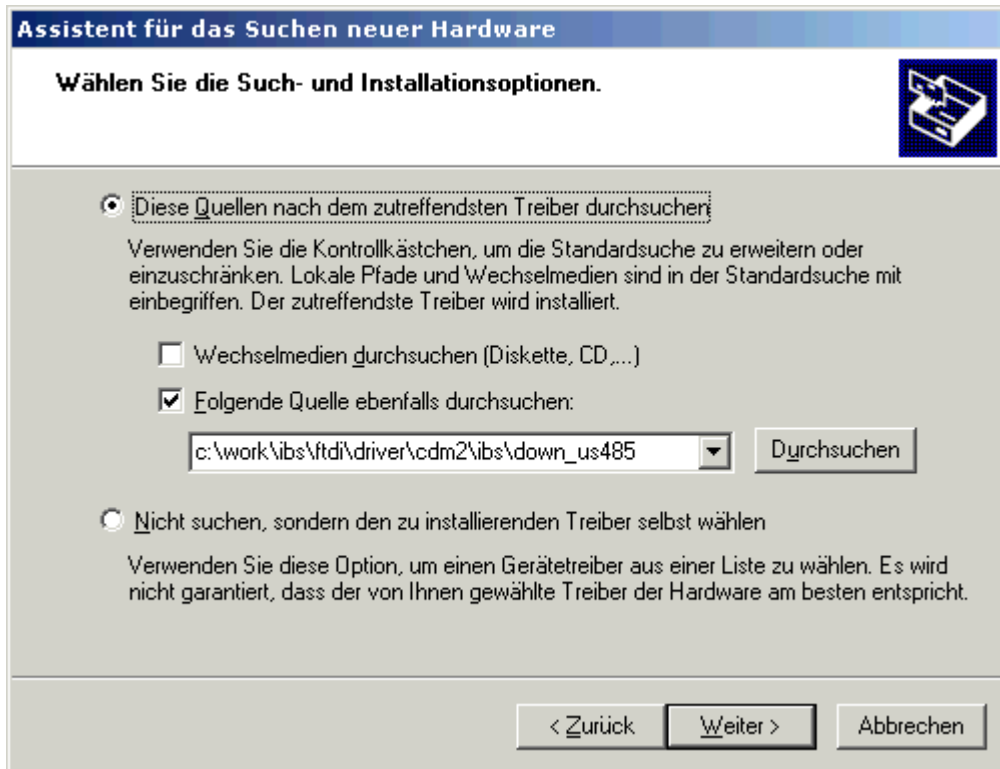 Assistent für das Suchen neuer Hardware
Wählen Sie die Such- und Installationsoptionen.
Diese Quellen nach dem zutreffendsten Treiber durchsuchen
Verwenden Sie die Kontrollkästchen, um die Standardsuche zu erweitern oder
einzuschränken. Lokale Pfade und Wechselmedien sind in der Standardsuche mit
einbegriffen. Der zutreffendste Treiber wird installiert.
Wechselmedien durchsuchen (Diskette, CD,...)
Folgende Quelle ebenfalls durchsuchen:
c:\work\ibs\ftdi\driver\cdm2\ibs\down_us485
Durchsuchen
Nicht suchen, sondern den zu installierenden Treiber selbst wählen
Verwenden Sie diese Option, um einen Gerätetreiber aus einer Liste zu wählen. Es wird
nicht garantiert, dass der von Ihnen gewählte Treiber der Hardware am besten entspricht.
< Zurück
Weiter >
Abbrechen